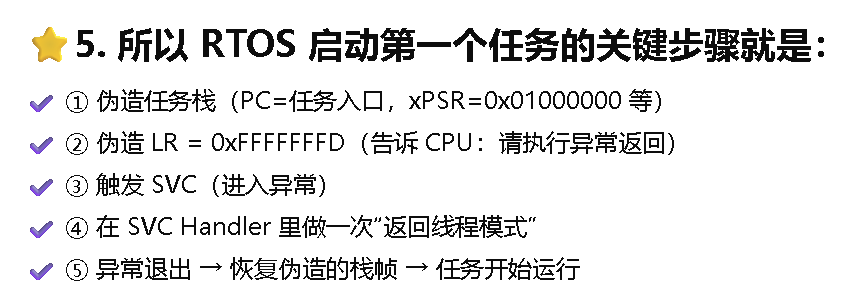 ⭐ 5. 所以 RTOS 启动第一个任务的关键步骤就是：
✔ ① 伪造任务栈（PC=任务入口，xPSR=0x01000000 等）
✔ ② 伪造 LR = 0xFFFFFFFD（告诉 CPU：请执行异常返回）
✔ ③ 触发 SVC（进入异常）
✔ ④ 在 SVC Handler 里做一次“返回线程模式”
✔ ⑤ 异常退出 → 恢复伪造的栈帧 → 任务开始运行